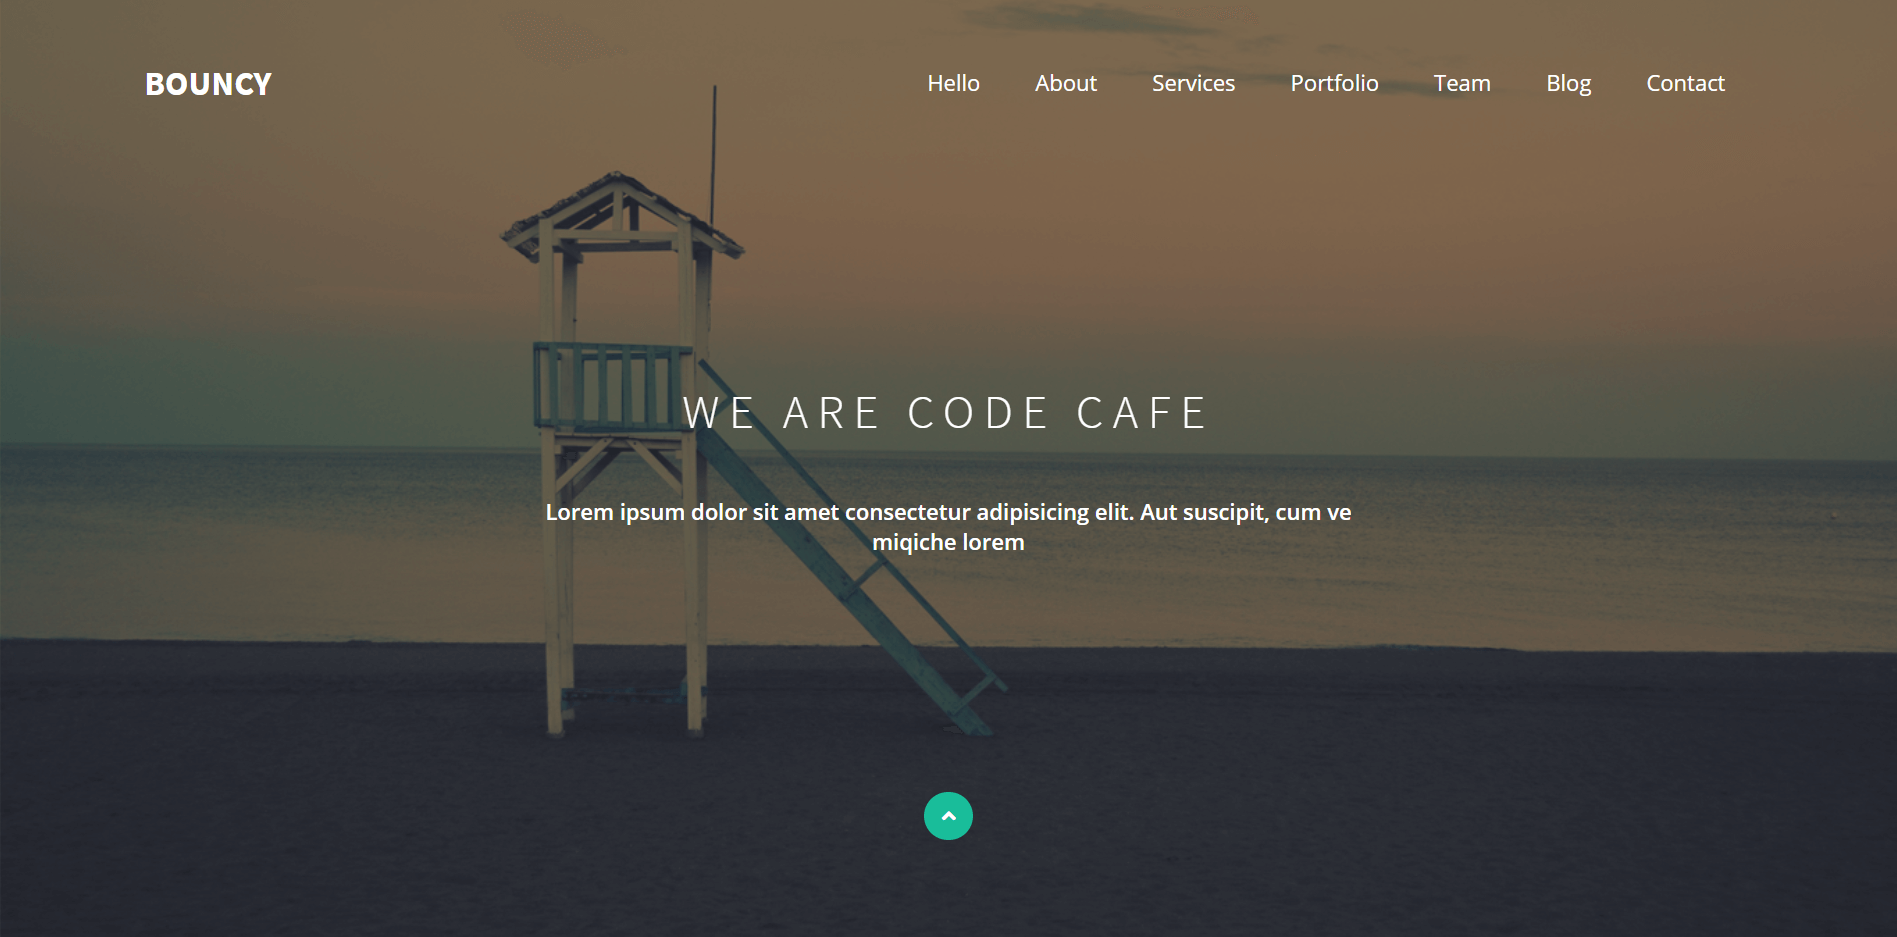 BOUNCY
Hello About Services Portfolio Team Blog Contact
WE ARE CODE CAFE
Lorem ipsum dolor sit amet consectetur adipisicing elit. Aut suscipit, cum ve
miqiche lorem